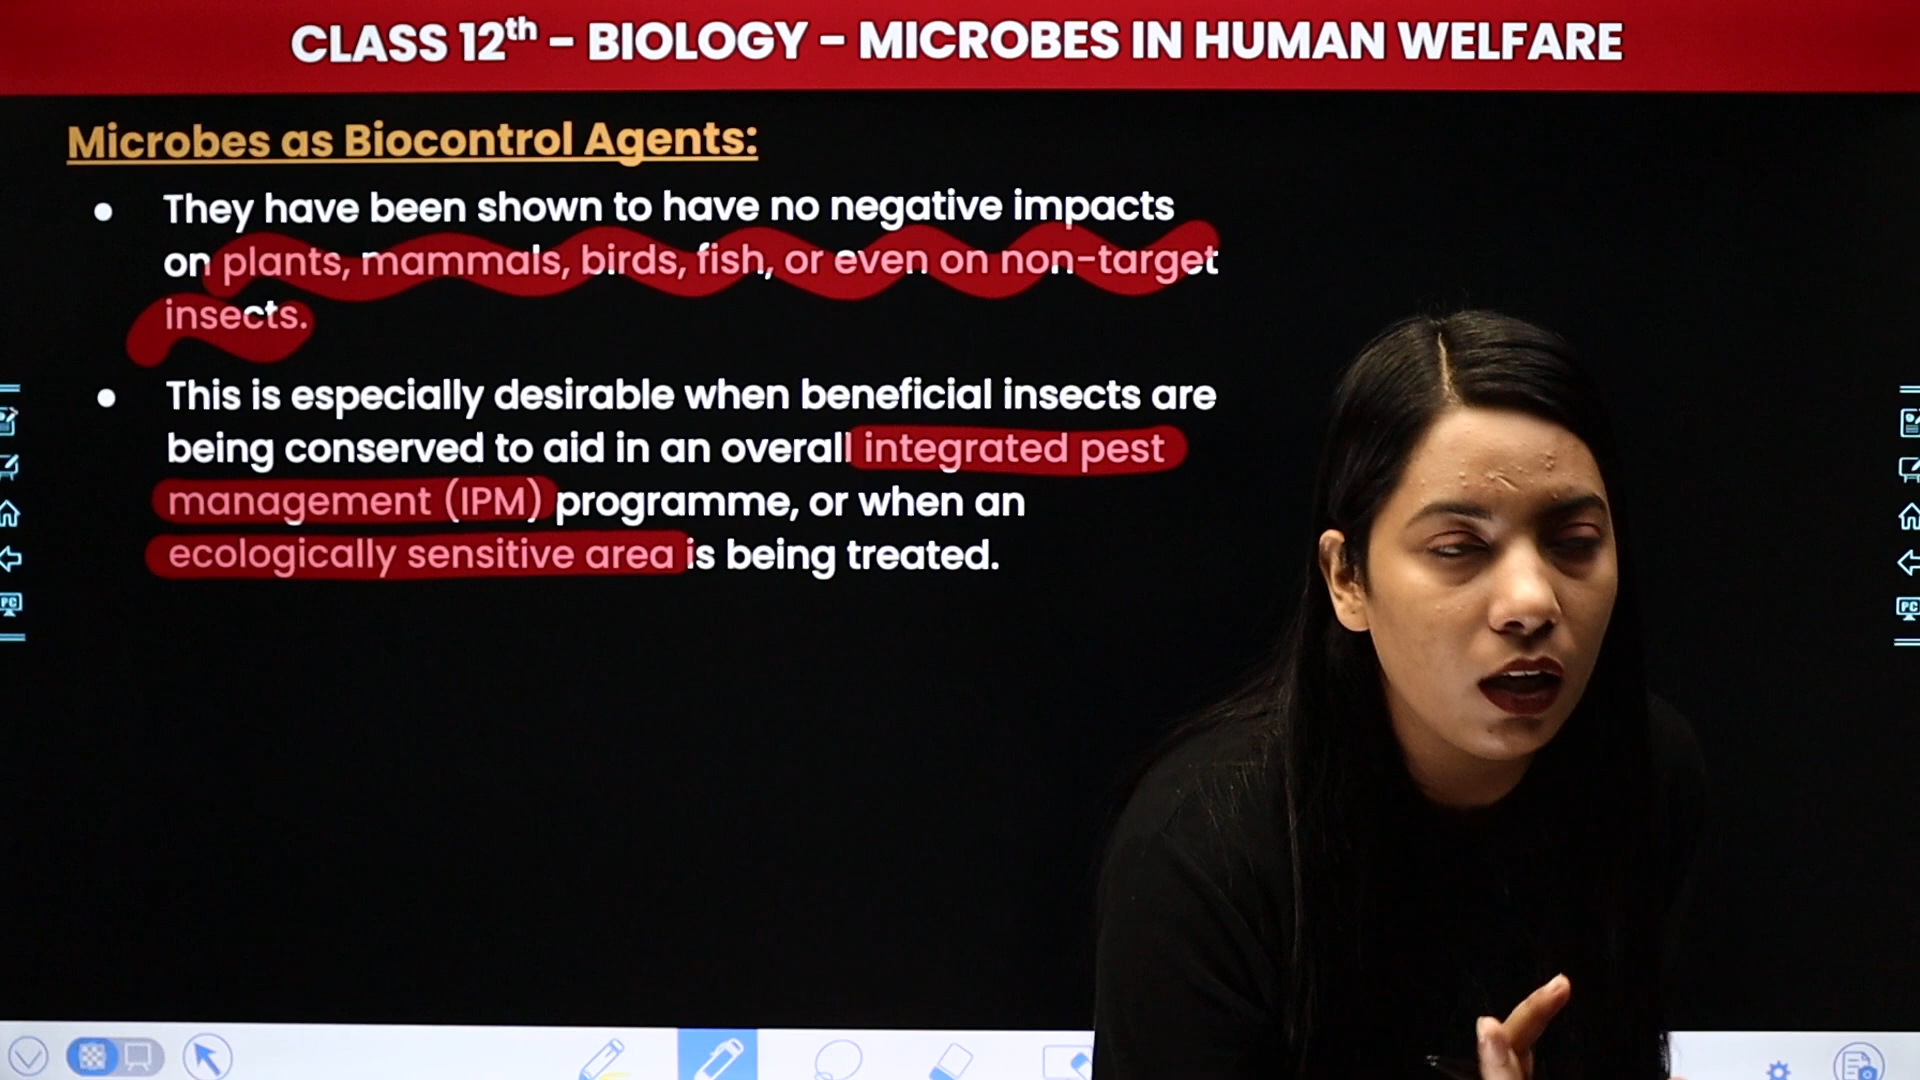 CLASS 12th - BIOLOGY - MICROBES IN HUMAN WELFARE
Microbes as Biocontrol Agents:
• They have been shown to have no negative impacts
on plants, mammals, birds, fish, or even on non-target
insects.
• This is especially desirable when beneficial insects are
being conserved to aid in an overall integrated pest
management (IPM) programme, or when an
ecologically sensitive area is being treated.
PC
PC